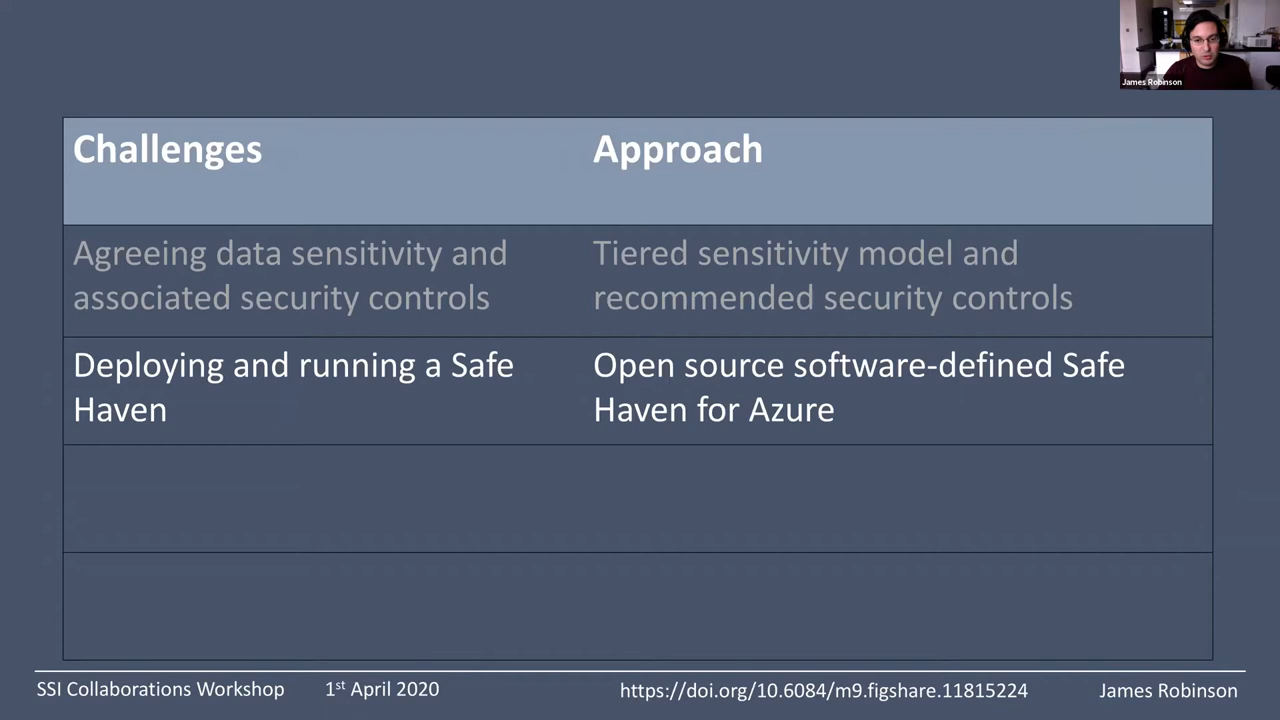 James Robinson
Challenges
Approach
Agreeing data sensitivity and
associated security controls
Tiered sensitivity model and
recommended security controls
Deploying and running a Safe
Haven
Open source software-defined Safe
Haven for Azure
SSI Collaborations Workshop
1st April 2020
https://doi.org/10.6084/m9.figshare.11815224
James Robinson